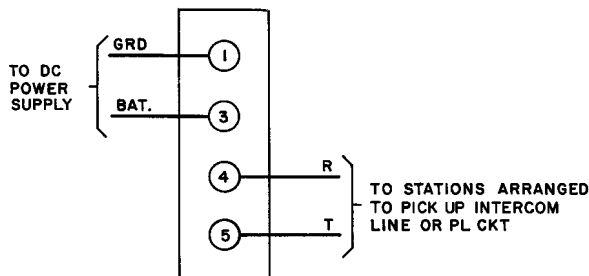 GRD
1
TO DC
POWER
SUPPLY
BAT.
3
4
R
TO STATIONS ARRANGED
TO PICK UP INTERCOM
LINE OR PL CKT
5
T